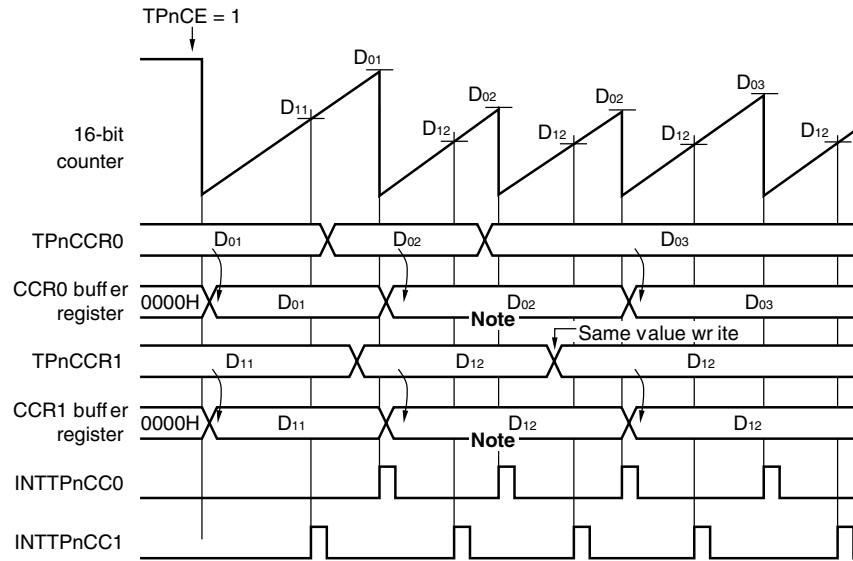 TPnCE = 1
D01
D11
D02
D02
D03
D12
D12
D12
D12
16-bit
counter
TPnCCR0
D01
D02
D03
CCR0 buffer
register
0000H
D01
D02
D03
Note
Same value write
TPnCCR1
D11
D12
D12
CCR1 buffer
register
0000H
D11
D12
D12
Note
INTTPnCC0
INTTPnCC1